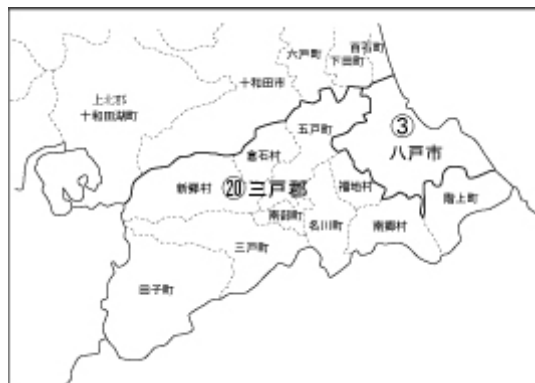 六戸町
百石町
下田町
十和田市
上北郡
十和田湖町
五戸町
③
八戸市
倉石村
新郷村
⑳三戸郡
福地村
階上町
南部町
名川町
南郷村
三戸町
田子町